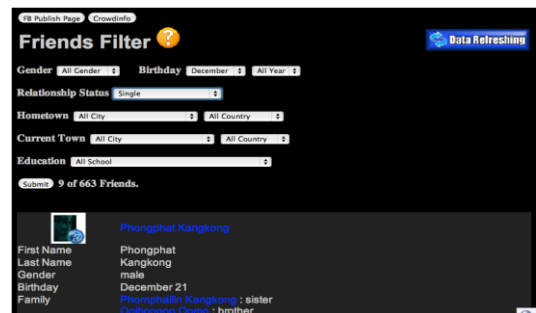 FB Publish Page Crowdinfo
Friends Filter ?
Data Refreshing
Gender All Gender Birthday December All Year
Relationship Status Single
Hometown All City All Country
Current Town All City All Country
Education All School
Submit 9 of 663 Friends.
Phongphat Kangkong
First Name Phongphat
Last Name Kangkong
Gender male
Birthday December 21
Family Phornphailin Kangkong : sister
: brother